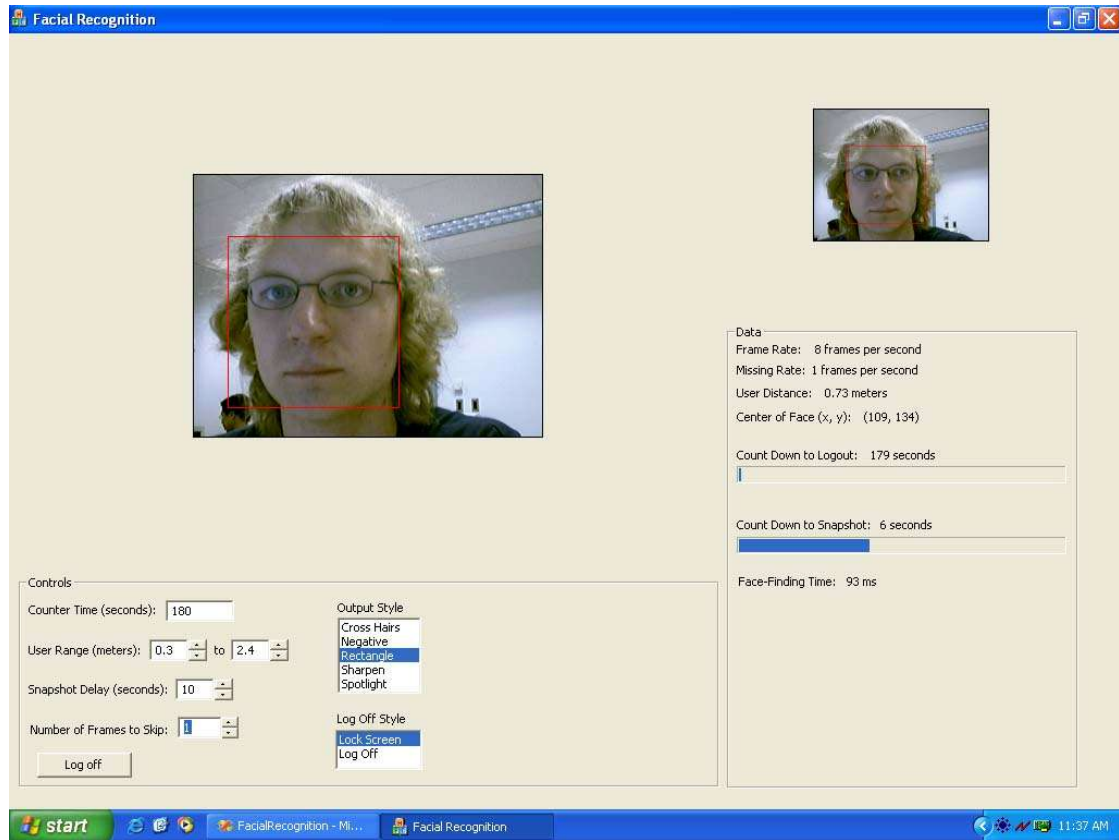 Facial Recognition
Data
Frame Rate: 8 frames per second
Missing Rate: 1 frames per second
User Distance: 0.73 meters
Center of Face (x, y): (109, 134)
Count Down to Logout: 179 seconds
Count Down to Snapshot: 6 seconds
Face-Finding Time: 93 ms
Controls
Counter Time (seconds): 180
User Range (meters): 0.3 to 2.4
Snapshot Delay (seconds): 10
Number of Frames to Skip: 1
Log off
Output Style
Cross Hairs
Negative
Rectangle
Sharpen
Spotlight
Log Off Style
Lock Screen
Log Off
start
FacialRecognition - Mi...
Facial Recognition
11:37 AM